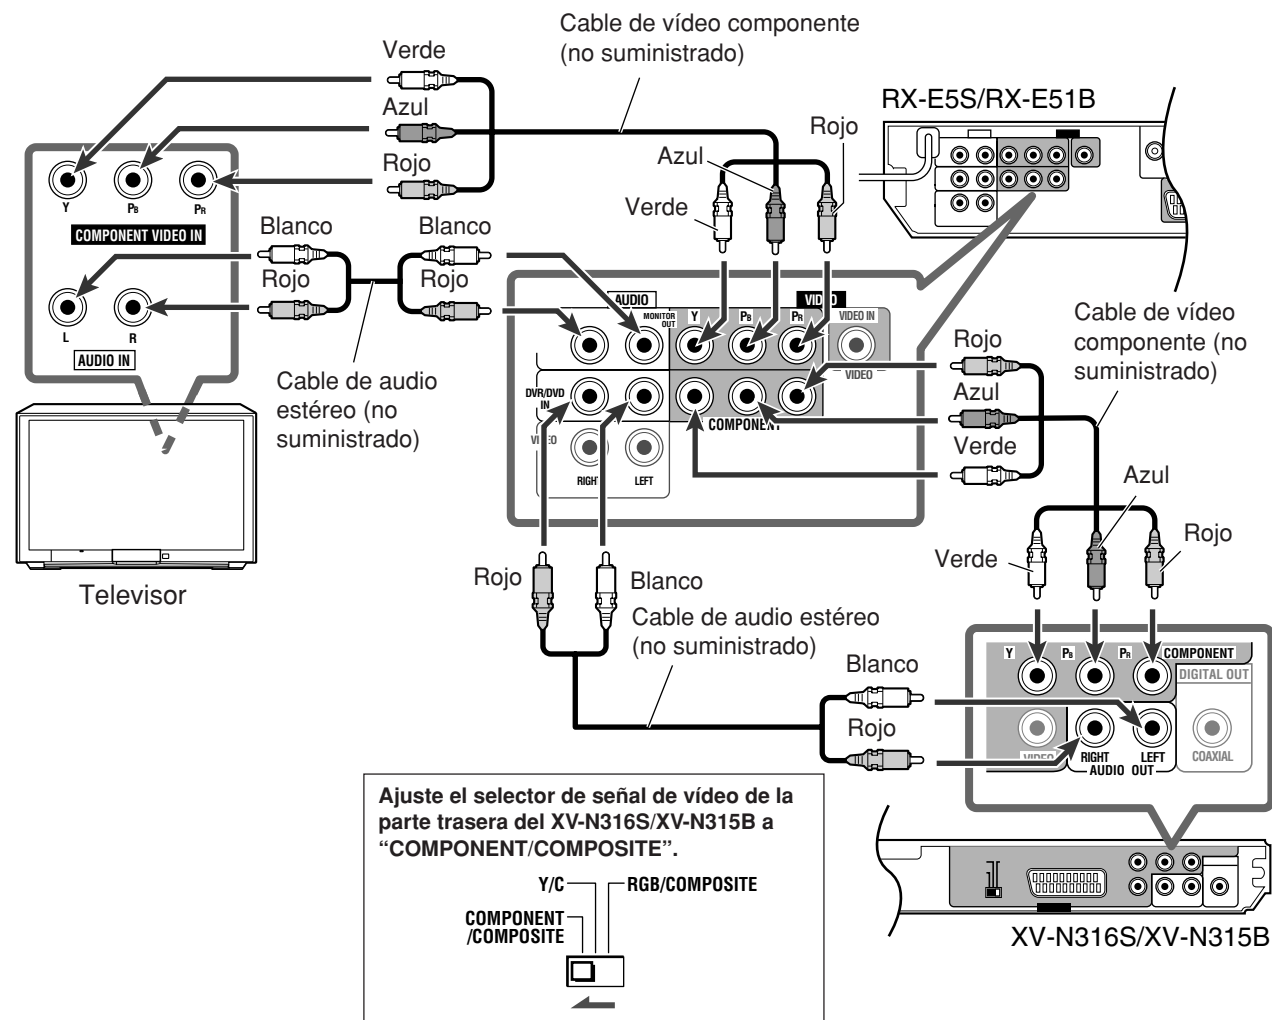 Cable de vídeo componente
(no suministrado)
Verde
Azul
Rojo
RX-E5S/RX-E51B
Rojo
Azul
Verde
Y
PB
PR
COMPONENT VIDEO IN
Blanco
Rojo
Blanco
Rojo
L
R
AUDIO IN
Cable de audio
estéreo (no
suministrado)
Televisor
AUDIO
VIDEO
MONITOR
OUT
Y
PB
PR
VIDEO IN
VIDEO
DVR/DVD
IN
COMPONENT
VIDEO
RIGHT
LEFT
Cable de vídeo
componente (no
suministrado)
Rojo
Azul
Verde
Azul
Rojo
Verde
Rojo
Blanco
Cable de audio estéreo
(no suministrado)
Blanco
Rojo
Y
PB
PR
COMPONENT
DIGITAL OUT
VIDEO
RIGHT
LEFT
AUDIO OUT
COAXIAL
XV-N316S/XV-N315B
Ajuste el selector de señal de vídeo de la
parte trasera del XV-N316S/XV-N315B a
“COMPONENT/COMPOSITE”.
Y/C
RGB/COMPOSITE
COMPONENT
/COMPOSITE